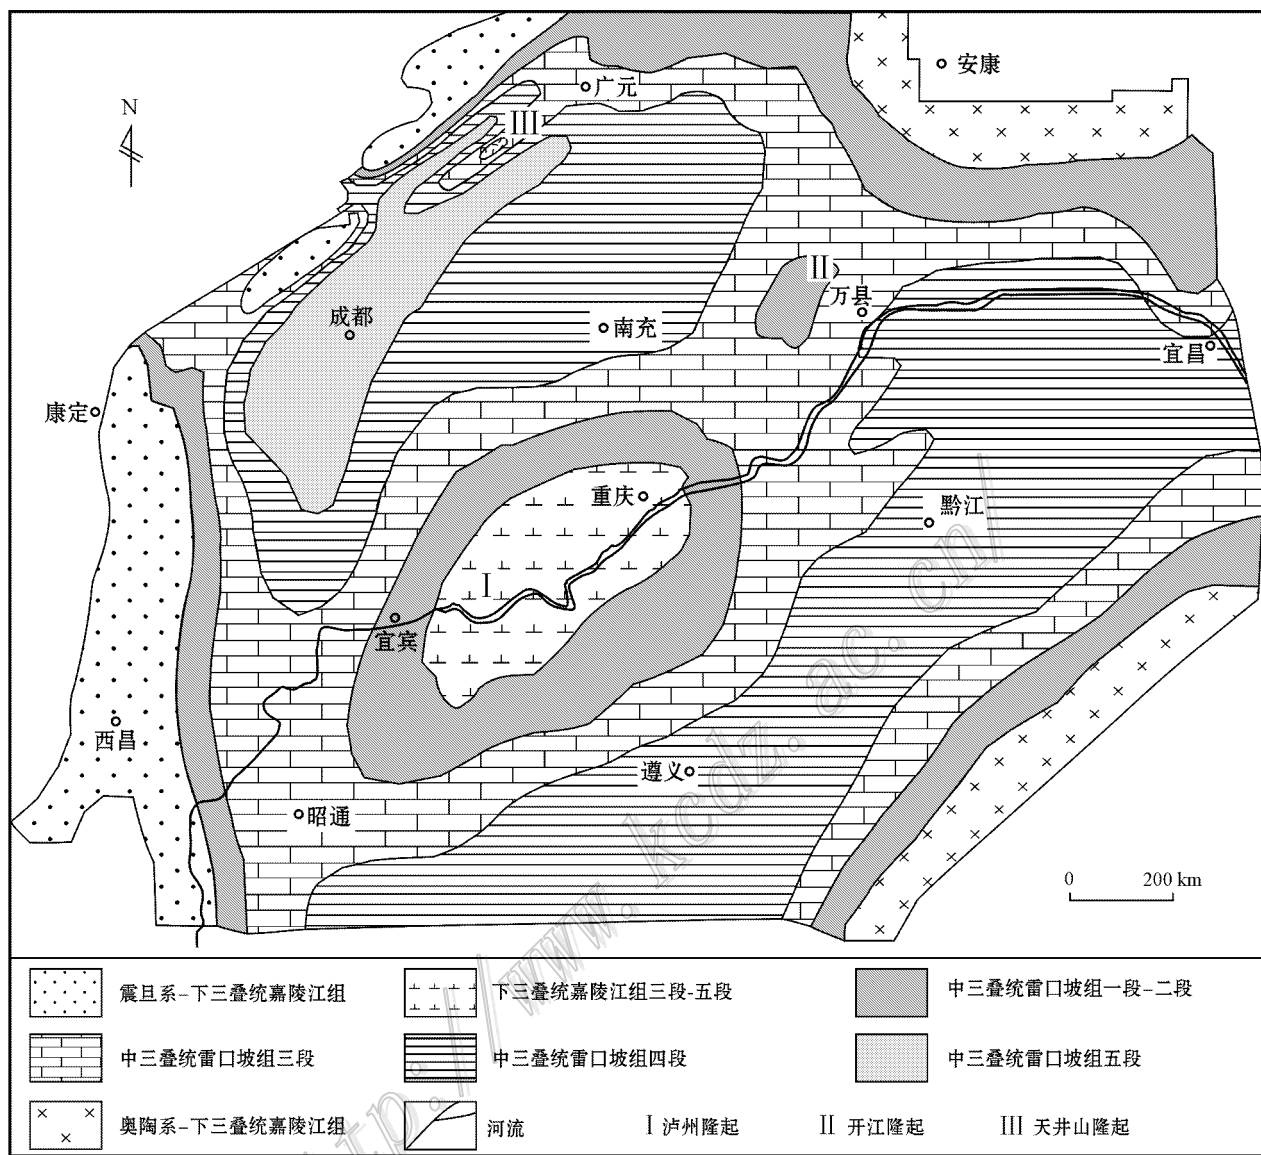 N
安康
广元
III
II
万县
成都
南充
宜昌
康定
重庆
黔江
I
宜宾
西昌
遵义
昭通
0 200 km
震旦系-下三叠统嘉陵江组
下三叠统嘉陵江组三段-五段
中三叠统雷口坡组一段-二段
中三叠统雷口坡组三段
中三叠统雷口坡组四段
中三叠统雷口坡组五段
奥陶系-下三叠统嘉陵江组
河流
I 泸州隆起
II 开江隆起
III 天井山隆起
http://www.kcdz.ac.cn/